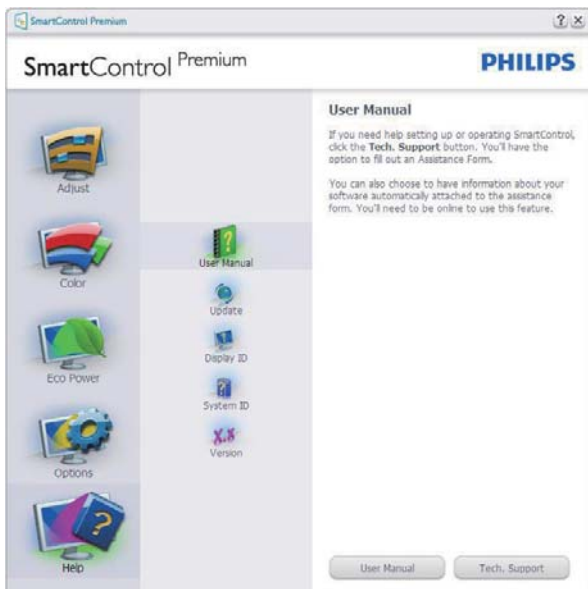 SmartControl Premium
SmartControl Premium
PHILIPS
Adjust
Color
Eco Power
Options
Help
User Manual
Update
Display ID
System ID
X.X
Version
User Manual
If you need help setting up or operating SmartControl,
click the Tech. Support button. You'll have the
option to fill out an Assistance Form.
You can also choose to have information about your
software automatically attached to the assistance
form. You'll need to be online to use this feature.
User Manual
Tech. Support